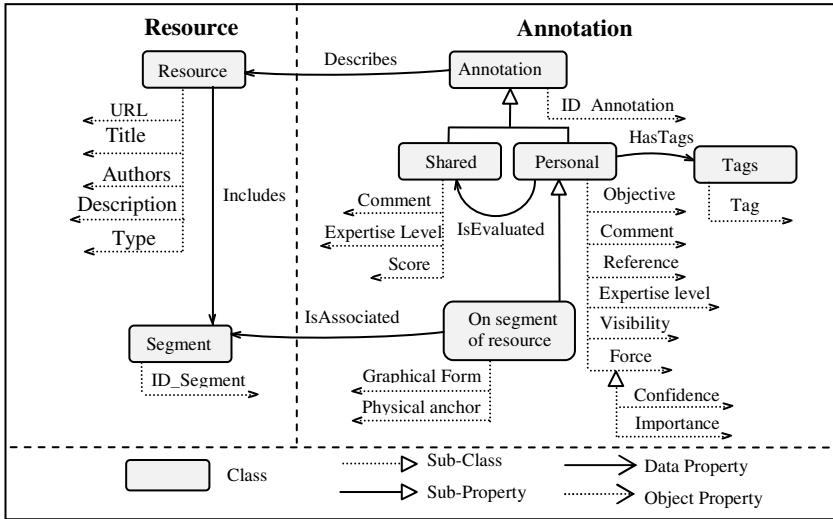 Resource
Annotation
Describes
Resource
Annotation
URL
Title
Authors
Description
Type
Includes
ID_Annotation
HasTags
Shared
Personal
Tags
Comment
Expertise Level
Score
IsEvaluated
Objective
Comment
Reference
Expertise level
Visibility
Force
Confidence
Importance
Tag
IsAssociated
Segment
On segment
of resource
ID_Segment
Graphical Form
Physical anchor
Class
Sub-Class
Sub-Property
Data Property
Object Property